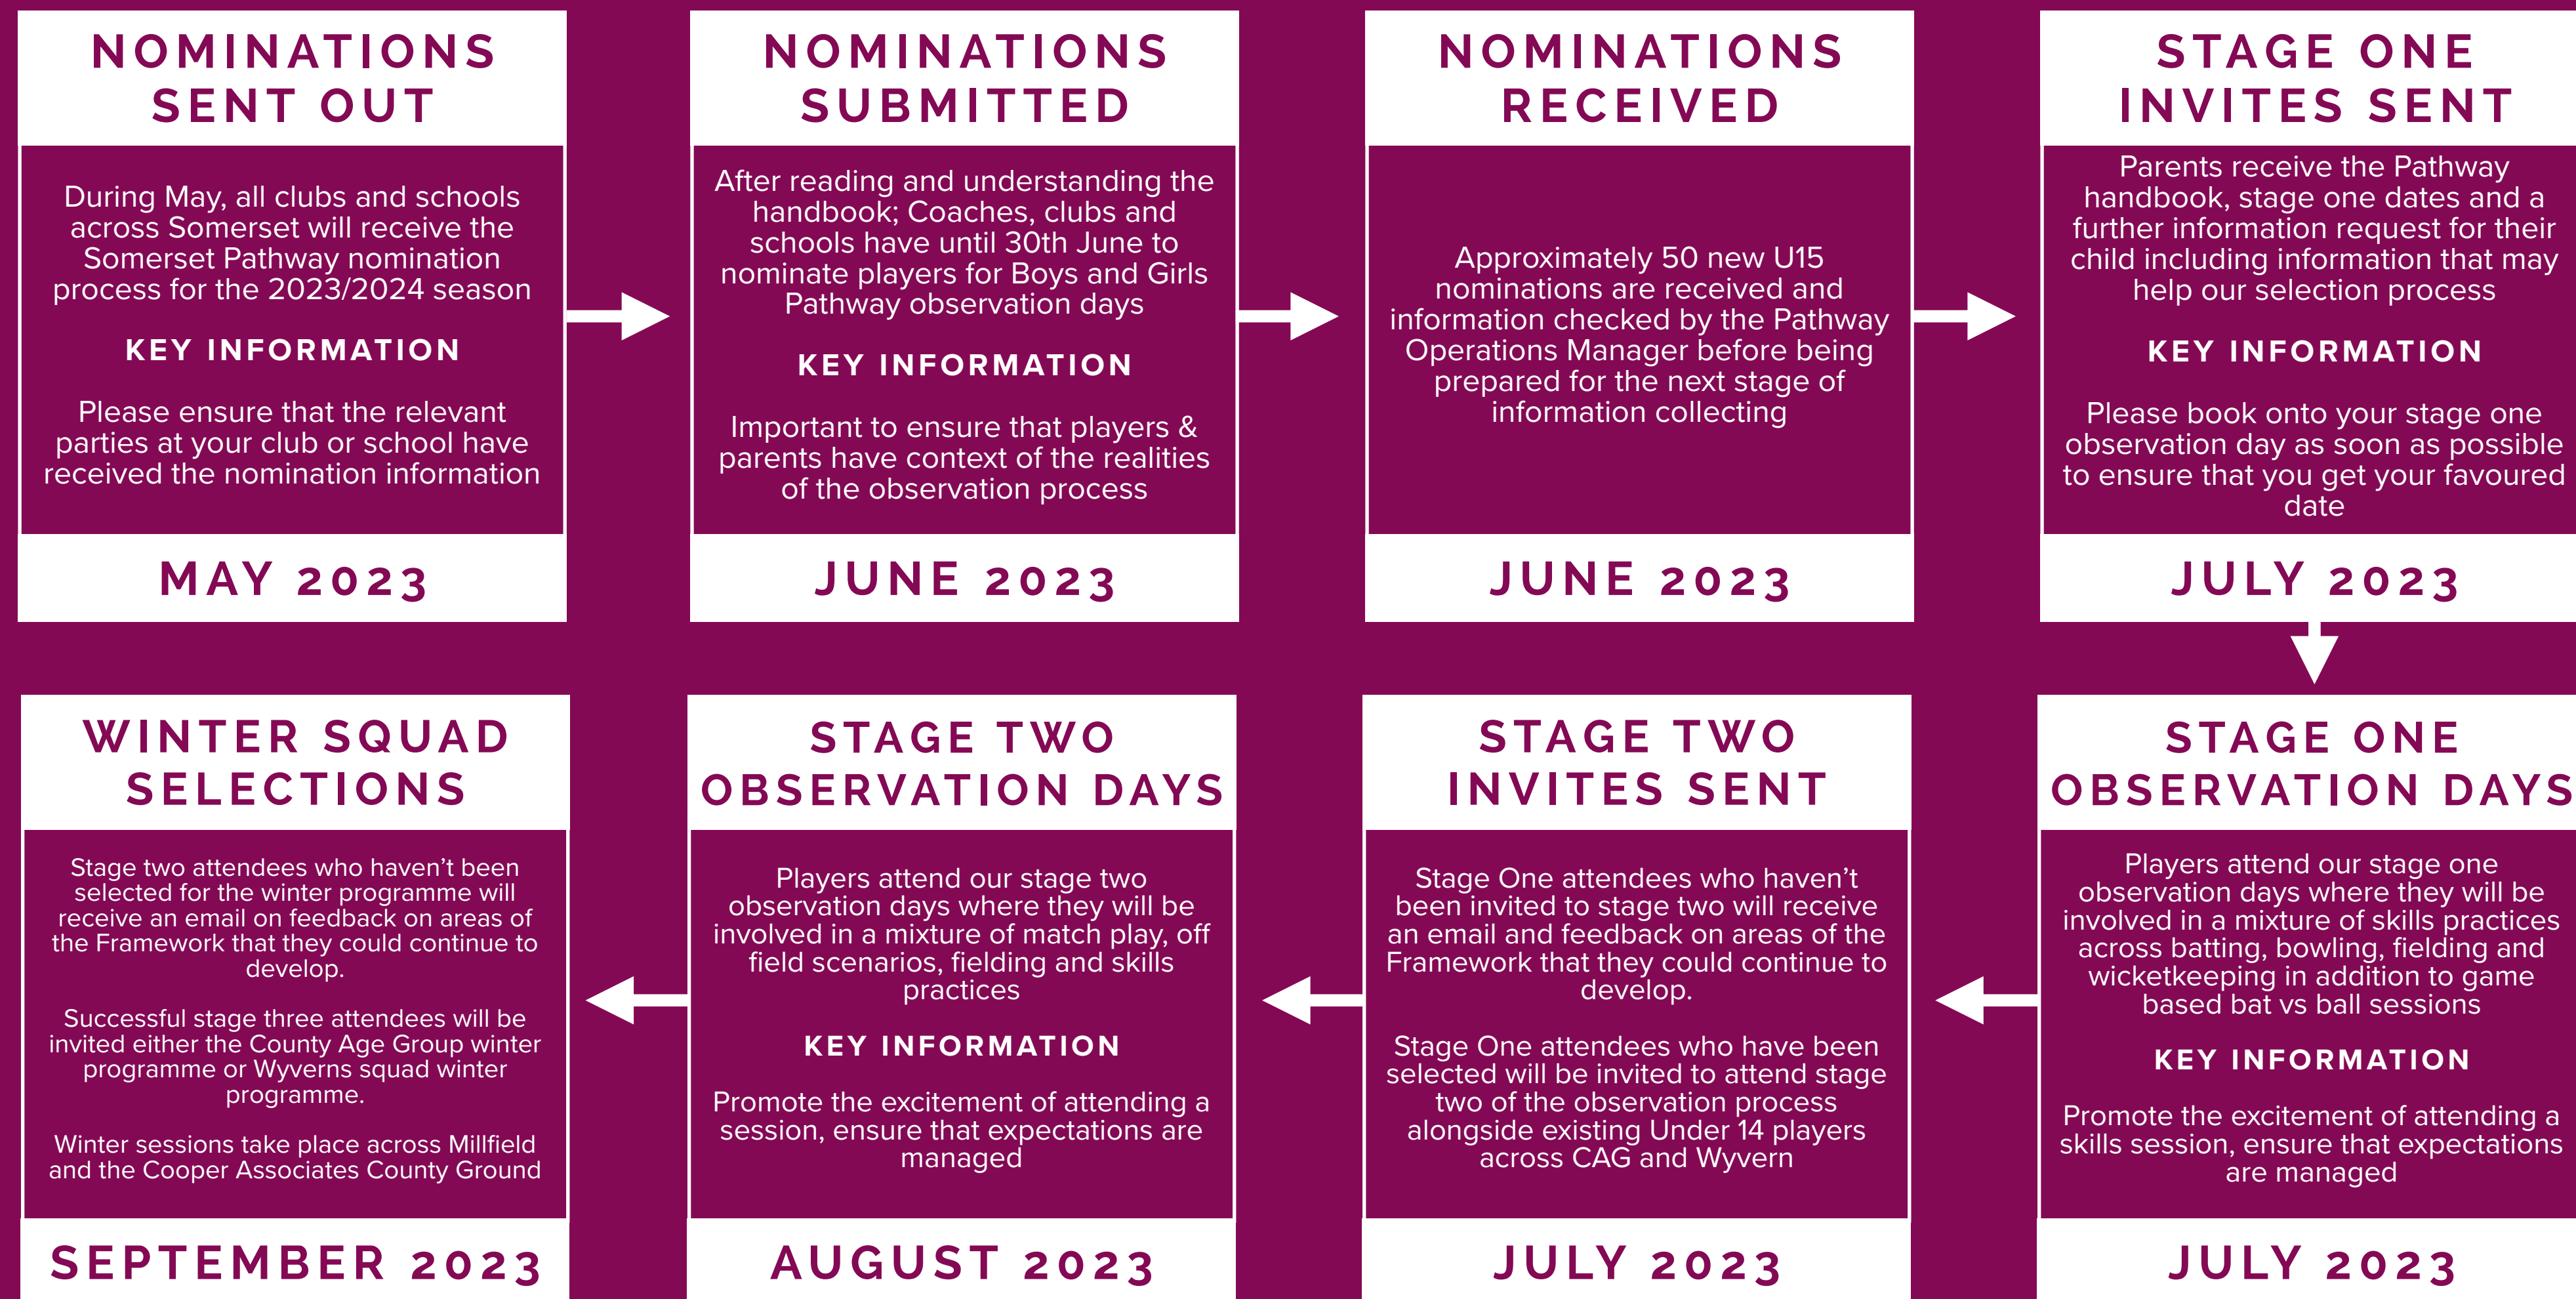 NOMINATIONS
SENT OUT
During May, all clubs and schools
across Somerset will receive the
Somerset Pathway nomination
process for the 2023/2024 season
KEY INFORMATION
Please ensure that the relevant
parties at your club or school have
received the nomination information
MAY 2023
NOMINATIONS
SUBMITTED
After reading and understanding the
handbook; Coaches, clubs and
schools have until 30th June to
nominate players for Boys and Girls
Pathway observation days
KEY INFORMATION
Important to ensure that players &
parents have context of the realities
of the observation process
JUNE 2023
NOMINATIONS
RECEIVED
Approximately 50 new U15
nominations are received and
information checked by the Pathway
Operations Manager before being
prepared for the next stage of
information collecting
JUNE 2023
STAGE ONE
INVITES SENT
Parents receive the Pathway
handbook, stage one dates and a
further information request for their
child including information that may
help our selection process
KEY INFORMATION
Please book onto your stage one
observation day as soon as possible
to ensure that you get your favoured
date
JULY 2023
STAGE ONE
OBSERVATION DAYS
Players attend our stage one
observation days where they will be
involved in a mixture of skills practices
across batting, bowling, fielding and
wicketkeeping in addition to game
based bat vs ball sessions
KEY INFORMATION
Promote the excitement of attending a
skills session, ensure that expectations
are managed
JULY 2023
STAGE TWO
INVITES SENT
Stage One attendees who haven't
been invited to stage two will receive
an email and feedback on areas of the
Framework that they could continue to
develop.
Stage One attendees who have been
selected will be invited to attend stage
two of the observation process
alongside existing Under 14 players
across CAG and Wyvern
JULY 2023
STAGE TWO
OBSERVATION DAYS
Players attend our stage two
observation days where they will be
involved in a mixture of match play, off
field scenarios, fielding and skills
practices
KEY INFORMATION
Promote the excitement of attending a
session, ensure that expectations are
managed
AUGUST 2023
WINTER SQUAD
SELECTIONS
Stage two attendees who haven't been
selected for the winter programme will
receive an email on feedback on areas of
the Framework that they could continue to
develop.
Successful stage three attendees will be
invited either the County Age Group winter
programme or Wyverns squad winter
programme.
Winter sessions take place across Millfield
and the Cooper Associates County Ground
SEPTEMBER 2023